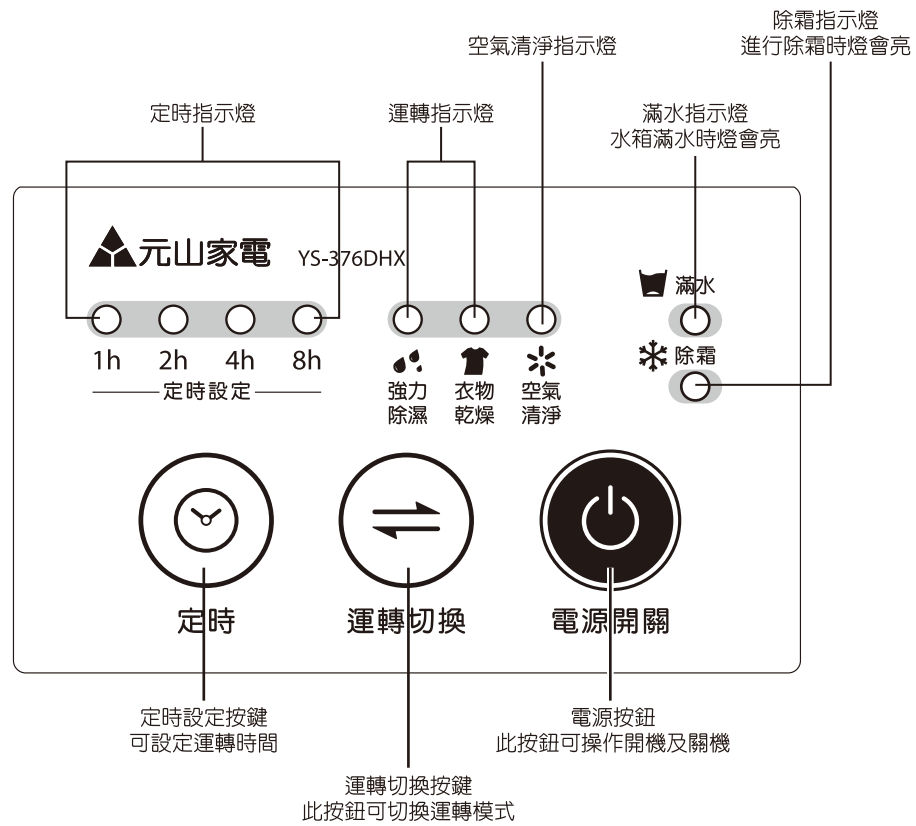 除霜指示燈
進行除霜時燈會亮
空氣清淨指示燈
定時指示燈
運轉指示燈
滿水指示燈
水箱滿水時燈會亮
元山家電 YS-376DHX
滿水
除霜
1h 2h 4h 8h
定時設定
強力
除濕
衣物
乾燥
空氣
清淨
定時
運轉切換
電源開關
定時設定按鍵
可設定運轉時間
電源按鈕
此按鈕可操作開機及關機
運轉切換按鍵
此按鈕可切換運轉模式